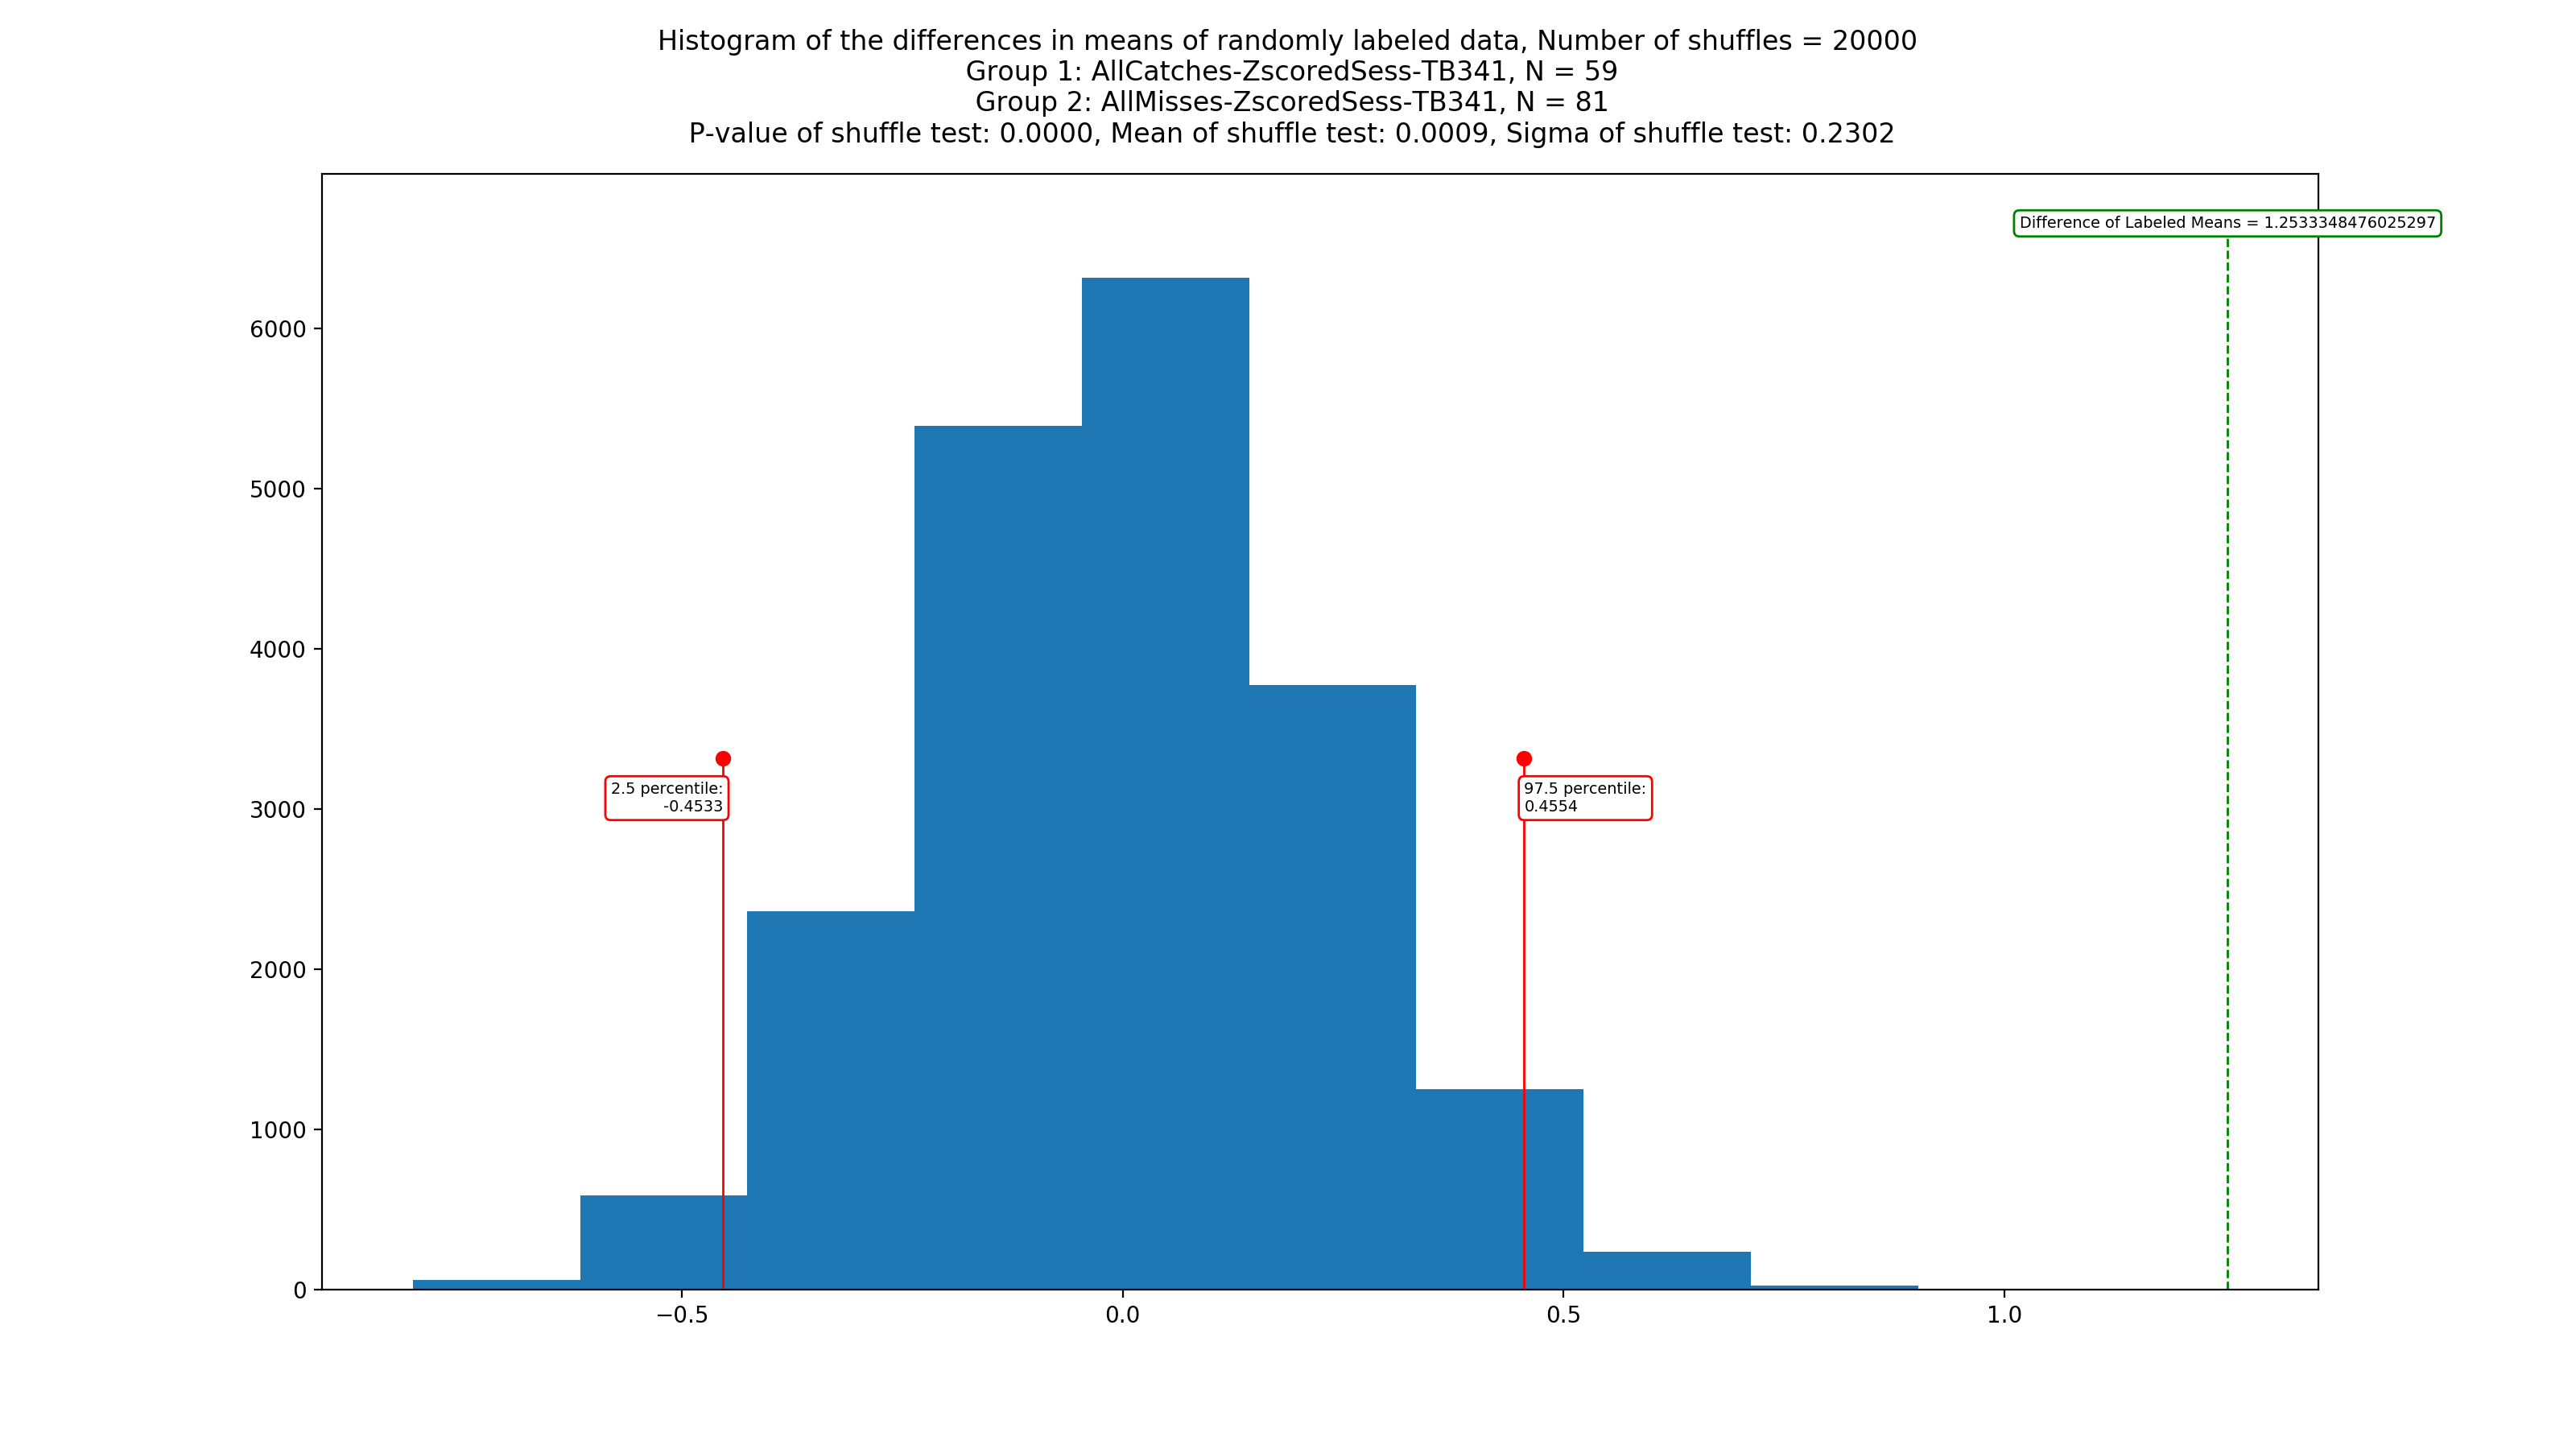 Histogram of the differences in means of randomly labeled data, Number of shuffles = 20000
Group 1: AllCatches-ZscoredSess-TB341, N = 59
Group 2: AllMisses-ZscoredSess-TB341, N = 81
P-value of shuffle test: 0.0000, Mean of shuffle test: 0.0009, Sigma of shuffle test: 0.2302
Difference of Labeled Means = 1.2533348476025297
6000
5000
4000
3000
2000
1000
0
2.5 percentile:
-0.4533
97.5 percentile:
0.4554
−0.5
0.0
0.5
1.0